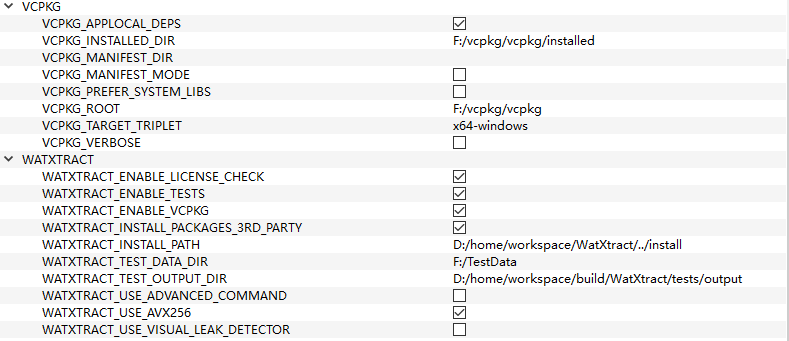 VCPKG
VCPKG_APPLOCAL_DEPS
VCPKG_INSTALLED_DIR F:/vcpkg/vcpkg/installed
VCPKG_MANIFEST_DIR
VCPKG_MANIFEST_MODE
VCPKG_PREFER_SYSTEM_LIBS
VCPKG_ROOT F:/vcpkg/vcpkg
VCPKG_TARGET_TRIPLET x64-windows
VCPKG_VERBOSE
WATXTRACT
WATXTRACT_ENABLE_LICENSE_CHECK
WATXTRACT_ENABLE_TESTS
WATXTRACT_ENABLE_VCPKG
WATXTRACT_INSTALL_PACKAGES_3RD_PARTY
WATXTRACT_INSTALL_PATH D:/home/workspace/WatXtract/../install
WATXTRACT_TEST_DATA_DIR F:/TestData
WATXTRACT_TEST_OUTPUT_DIR D:/home/workspace/build/WatXtract/tests/output
WATXTRACT_USE_ADVANCED_COMMAND
WATXTRACT_USE_AVX256
WATXTRACT_USE_VISUAL_LEAK_DETECTOR